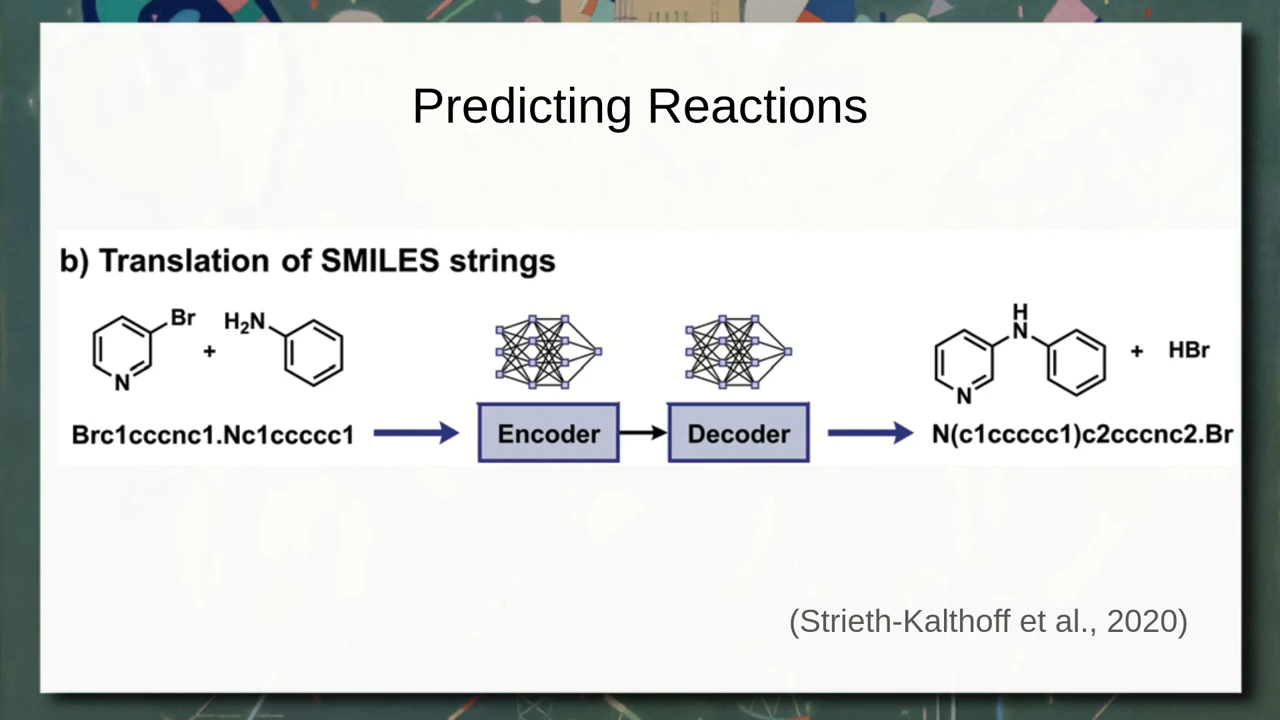 Predicting Reactions
b) Translation of SMILES strings
Br
H₂N
+
N
H
N
+
HBr
N
Brc1cccnc1.Nc1ccccc1
Encoder
Decoder
N(c1ccccc1)c2cccnc2.Br
(Strieth-Kalthoff et al., 2020)